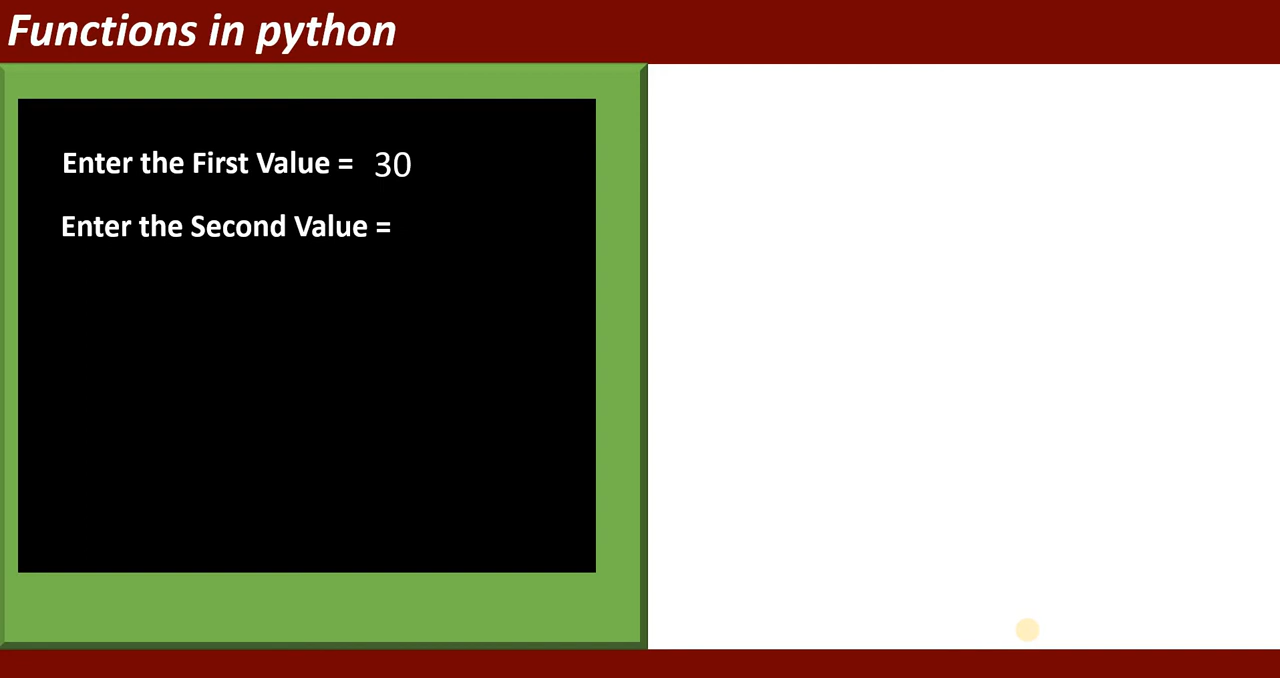 Functions in python
Enter the First Value = 30
Enter the Second Value =